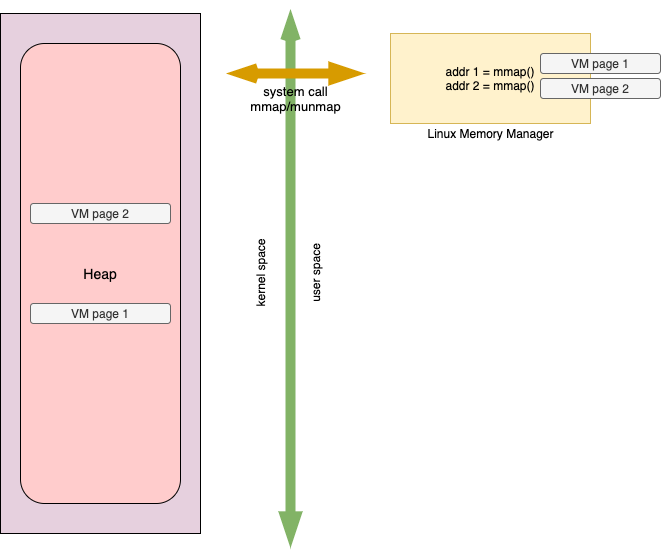 VM page 2
Heap
VM page 1
system call
mmap/munmap
kernel space
user space
addr 1 = mmap()
addr 2 = mmap()
VM page 1
VM page 2
Linux Memory Manager